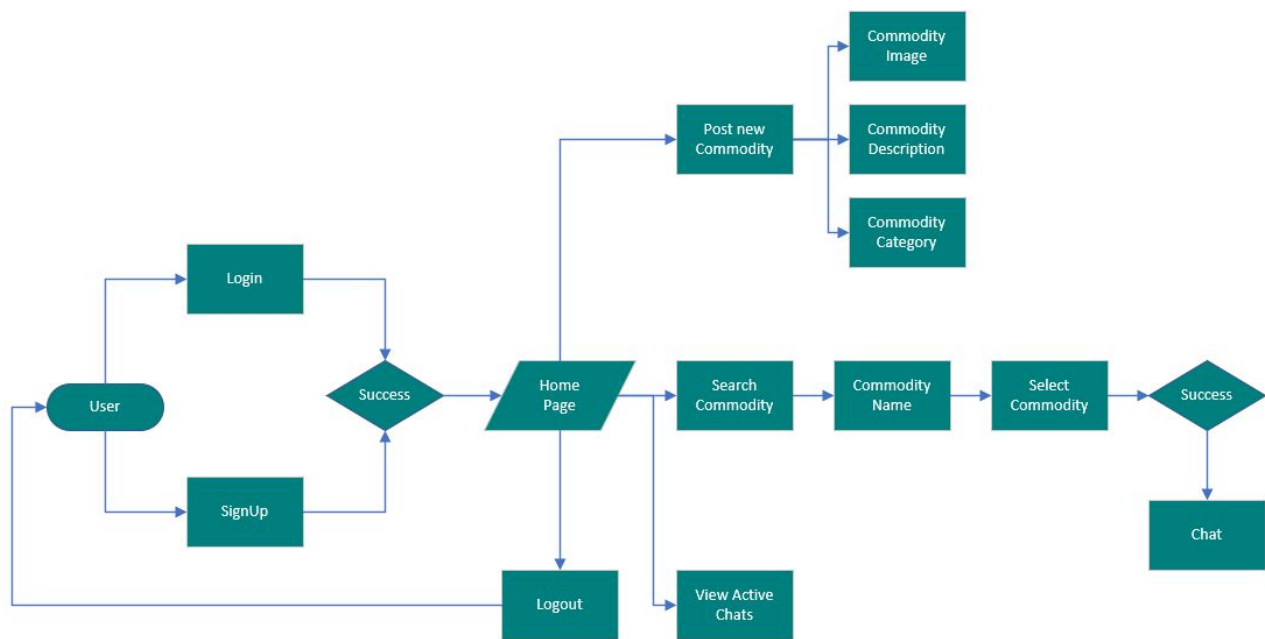 Commodity
Image
Post new
Commodity
Commodity
Description
Commodity
Category
Login
User
Success
Home
Page
Search
Commodity
Commodity
Name
Select
Commodity
Success
SignUp
Chat
Logout
View Active
Chats